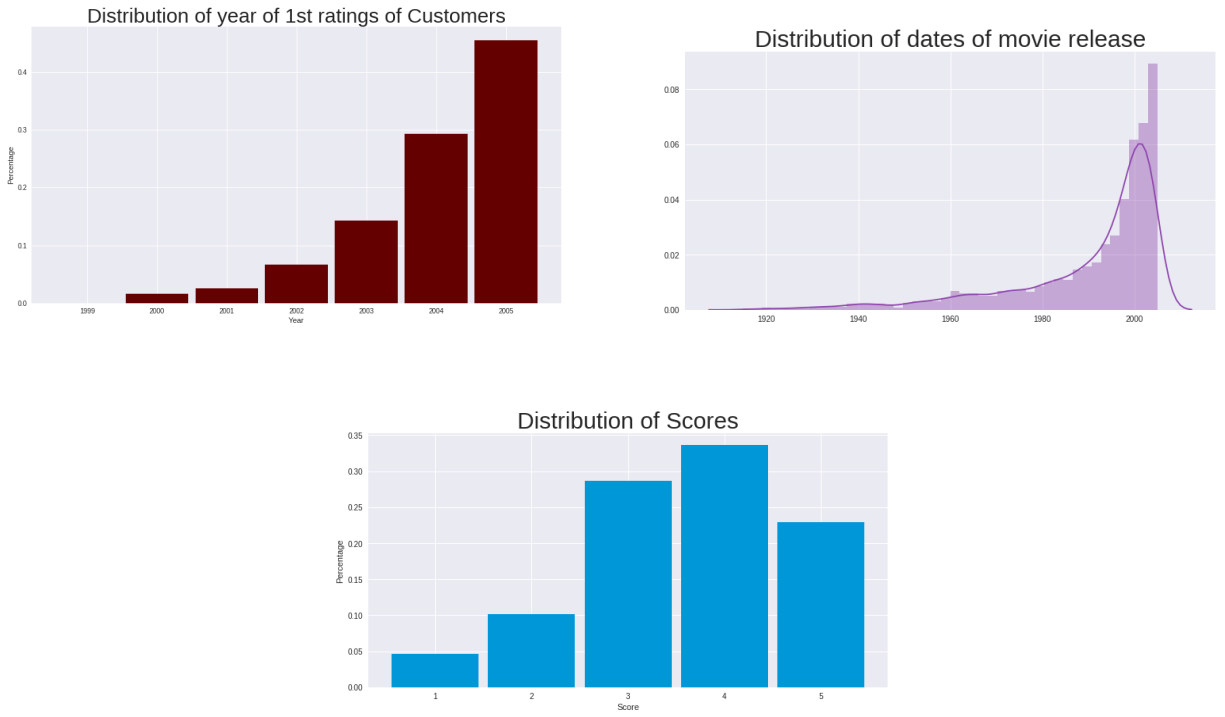 Distribution of year of 1st ratings of Customers
Percentage
0.4
0.3
0.2
0.1
0.0
1999 2000 2001 2002 2003 2004 2005
Year
Distribution of dates of movie release
0.08
0.06
0.04
0.02
0.00
1920 1940 1960 1980 2000
Distribution of Scores
Percentage
0.35
0.30
0.25
0.20
0.15
0.10
0.05
0.00
1 2 3 4 5
Score